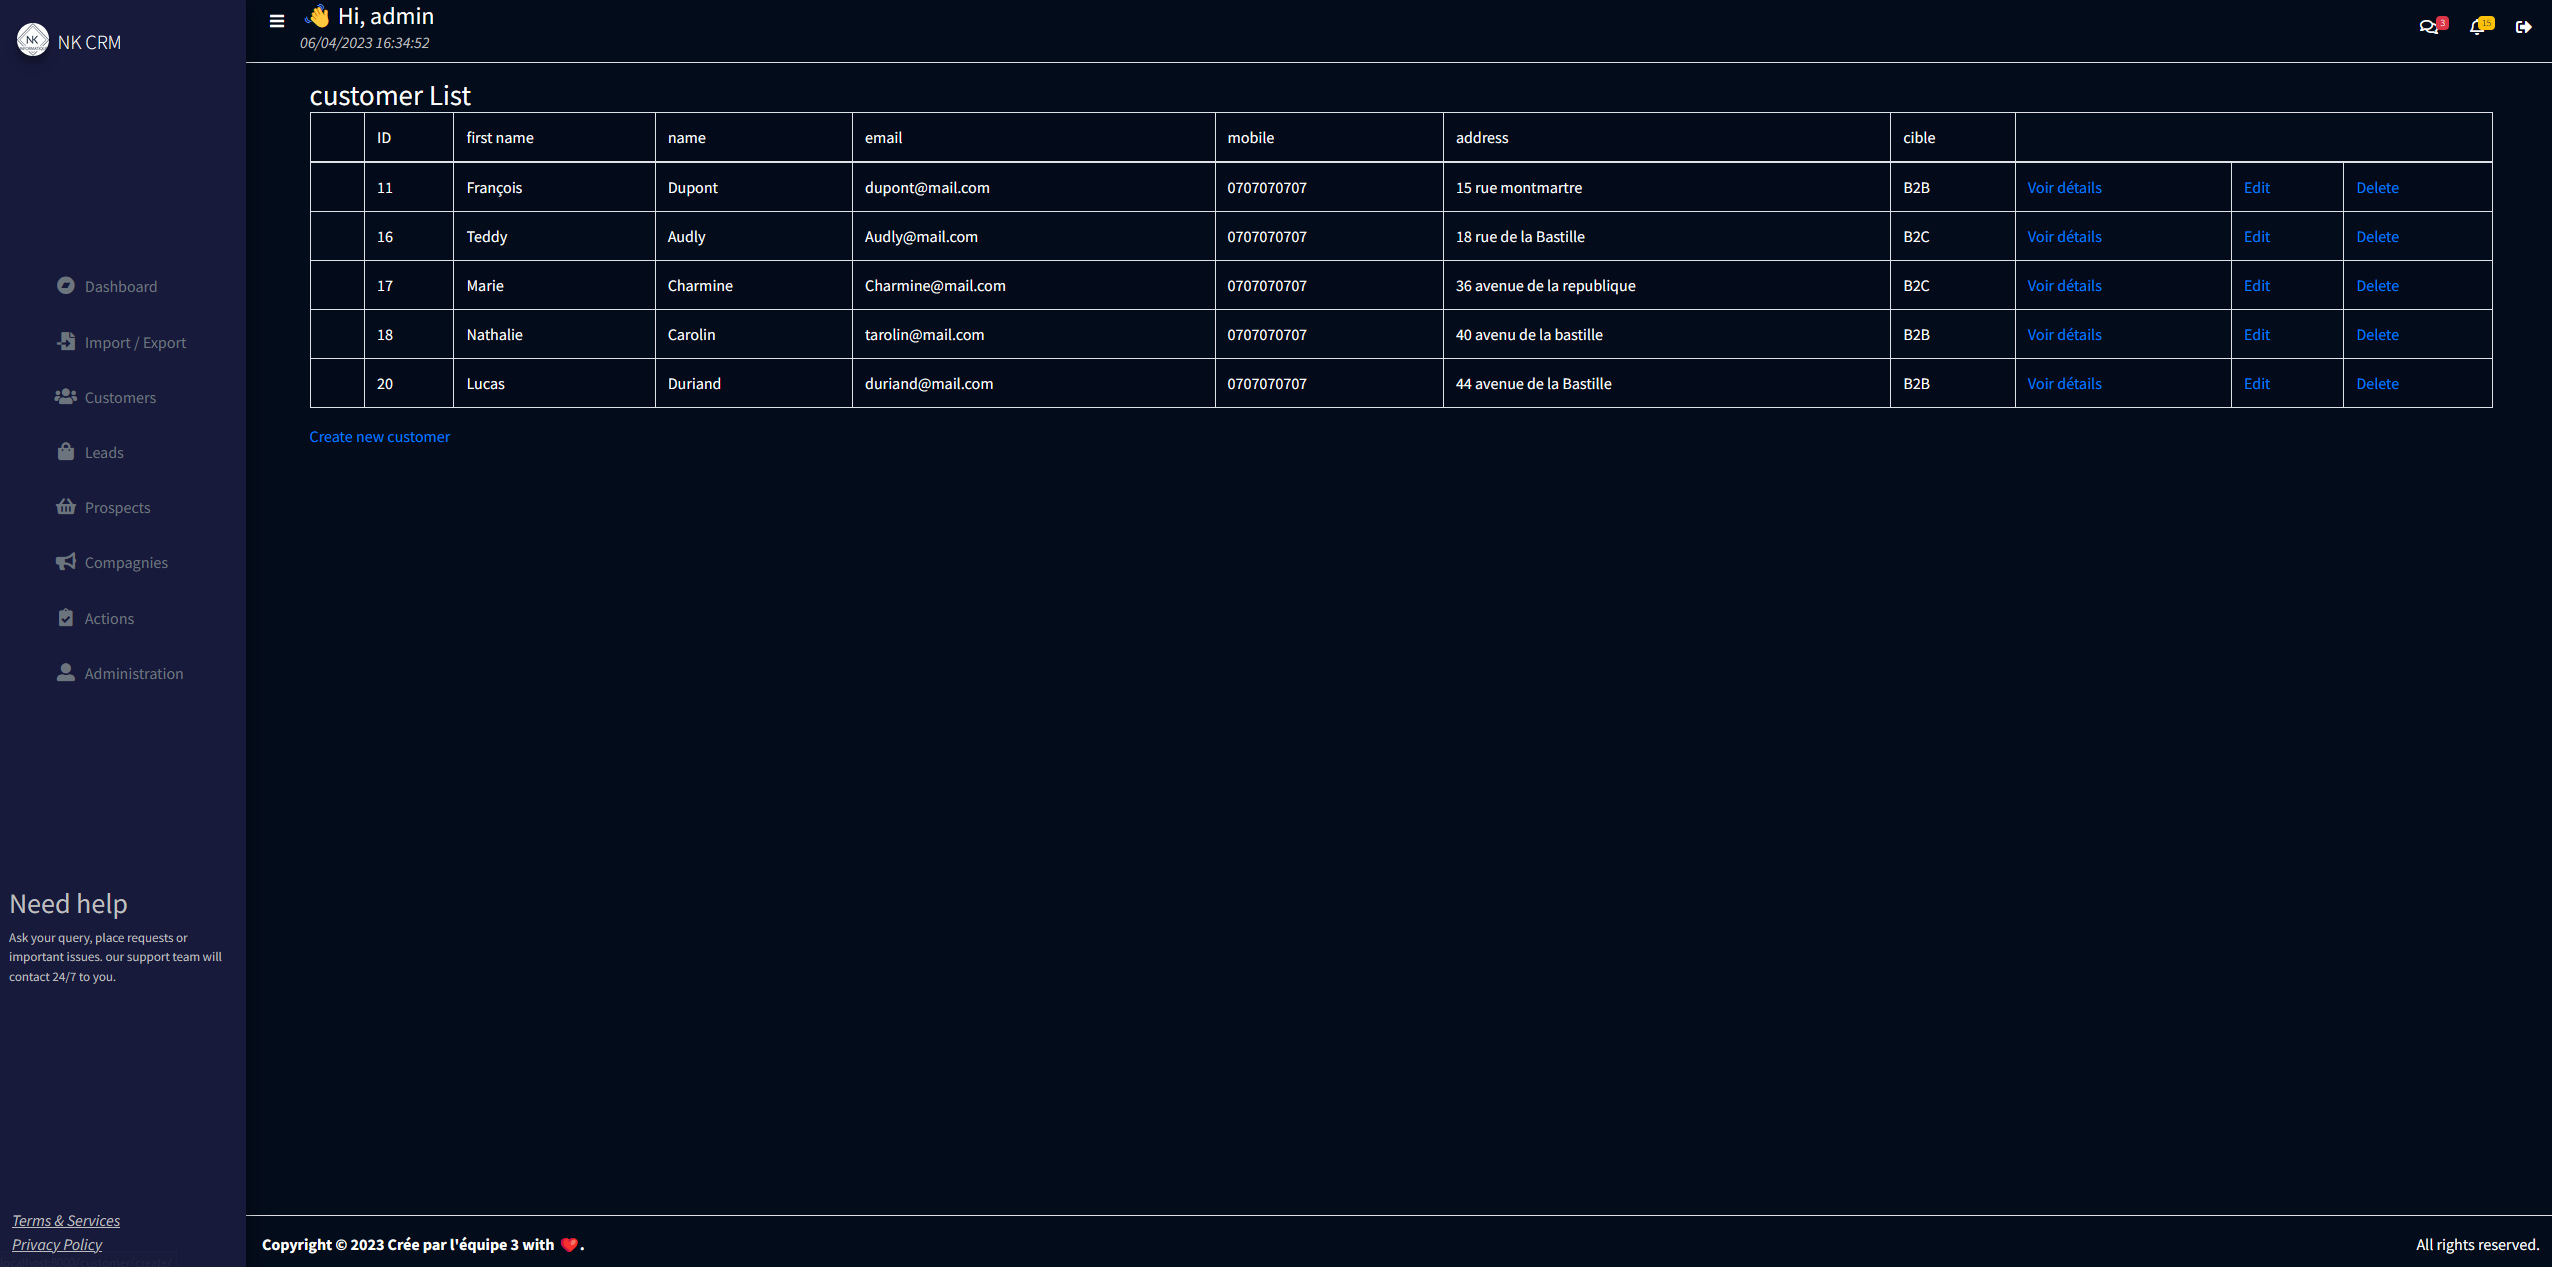 NK
NK CRM
Hi, admin
06/04/2023 16:34:52
3
15
Dashboard
Import / Export
Customers
Leads
Prospects
Compagnies
Actions
Administration
Need help
Ask your query, place requests or
important issues. our support team will
contact 24/7 to you.
Terms & Services
Privacy Policy
customer List
ID first name name email mobile address cible
11 François Dupont dupont@mail.com 0707070707 15 rue montmartre B2B Voir détails Edit Delete
16 Teddy Audly Audly@mail.com 0707070707 18 rue de la Bastille B2C Voir détails Edit Delete
17 Marie Charmine Charmine@mail.com 0707070707 36 avenue de la republique B2C Voir détails Edit Delete
18 Nathalie Carolin tarolin@mail.com 0707070707 40 avenu de la bastille B2B Voir détails Edit Delete
20 Lucas Duriand duriand@mail.com 0707070707 44 avenue de la Bastille B2B Voir détails Edit Delete
Create new customer
Copyright © 2023 Crée par l'équipe 3 with ❤️.
All rights reserved.